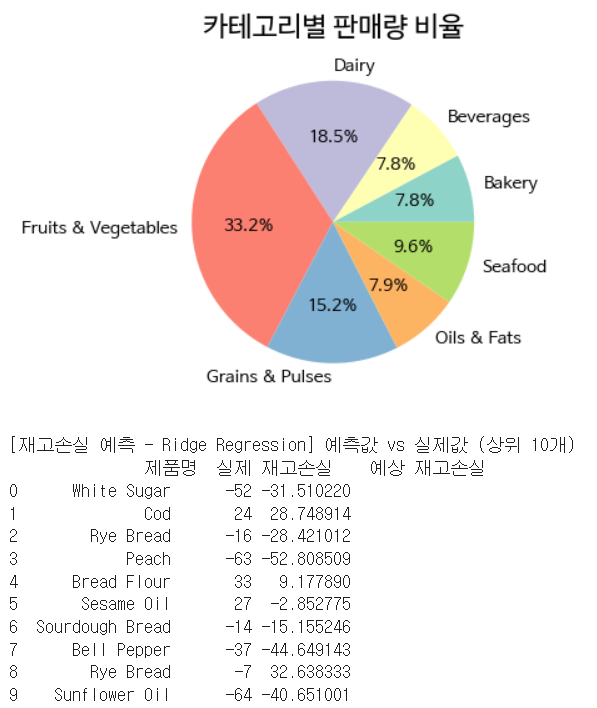 카테고리별 판매량 비율
Dairy
Beverages
18.5%
7.8%
Bakery
7.8%
Fruits & Vegetables
33.2%
9.6%
Seafood
7.9%
15.2%
Oils & Fats
Grains & Pulses
[재고손실 예측 - Ridge Regression] 예측값 vs 실제값 (상위 10개)
제품명 실제 재고손실 예상 재고손실
0 White Sugar -52 -31.510220
1 Cod 24 28.748914
2 Rye Bread -16 -28.421012
3 Peach -63 -52.808509
4 Bread Flour 33 9.177890
5 Sesame Oil 27 -2.852775
6 Sourdough Bread -14 -15.155246
7 Bell Pepper -37 -44.649143
8 Rye Bread -7 32.638333
9 Sunflower Oil -64 -40.651001